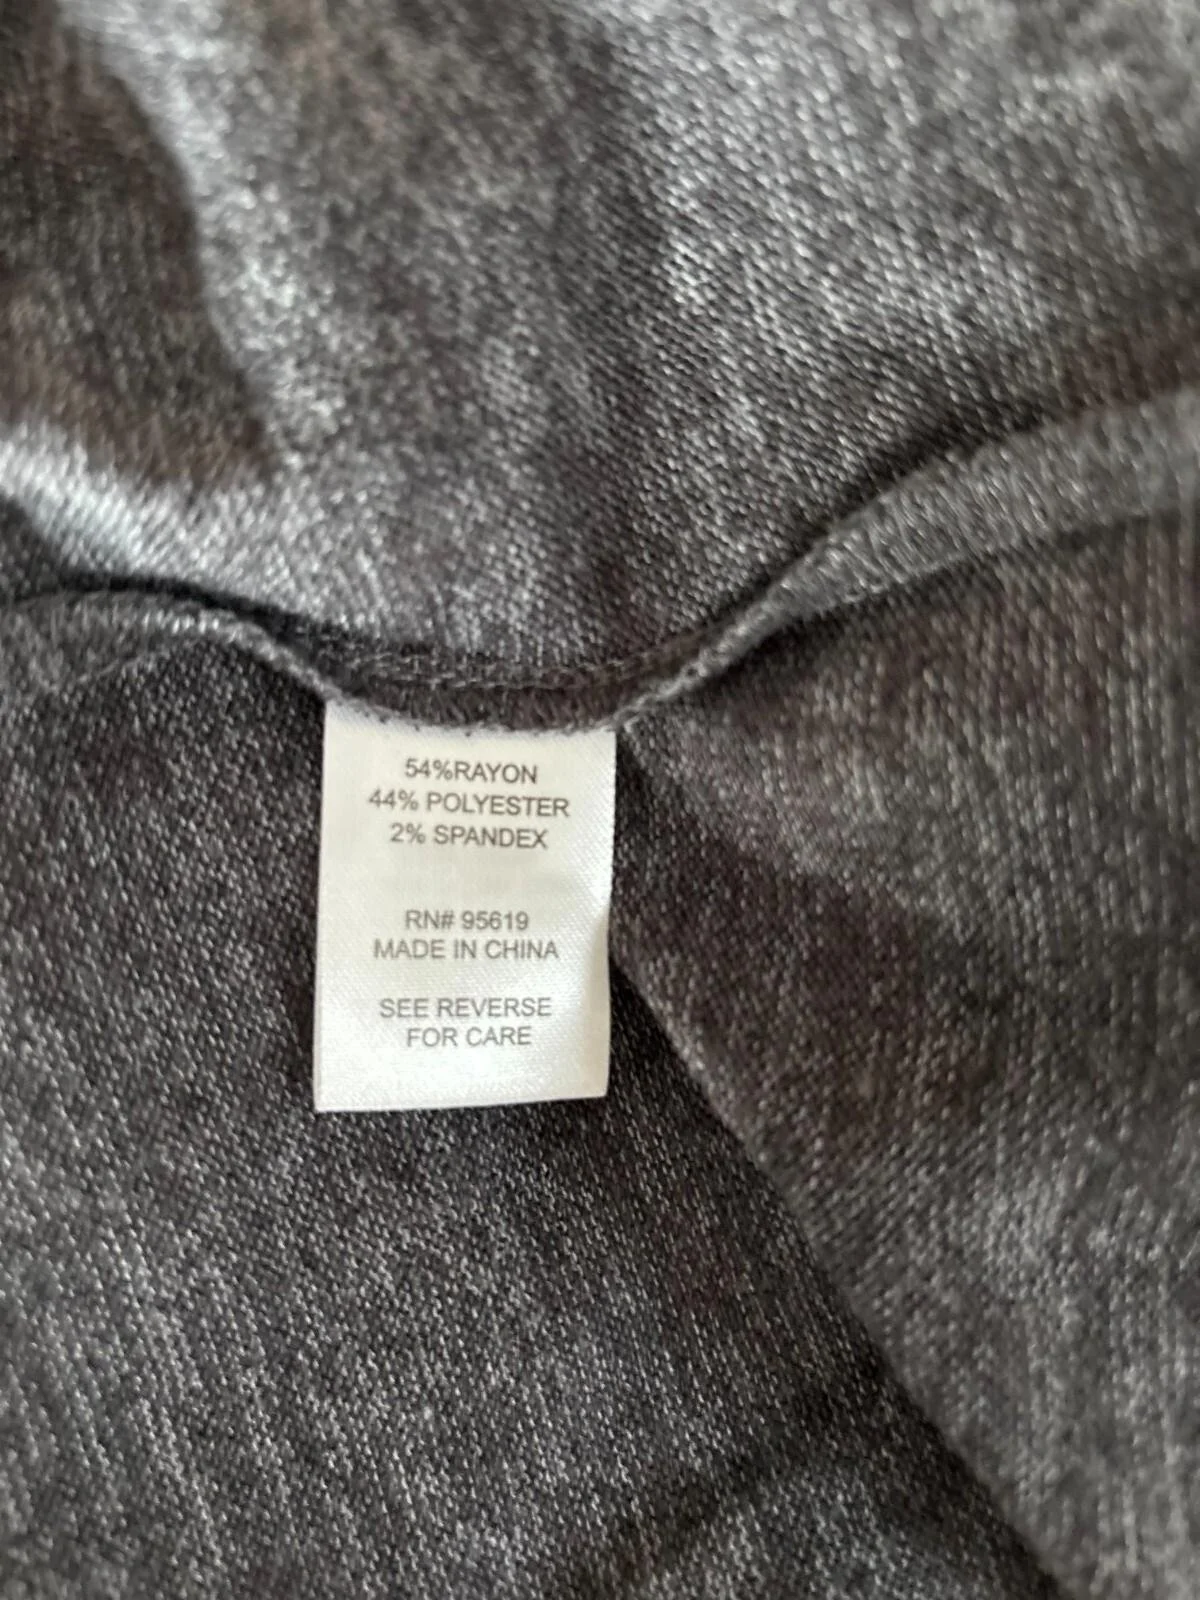 54%RAYON
44% POLYESTER
2% SPANDEX
RN# 95619
MADE IN CHINA
SEE REVERSE
FOR CARE